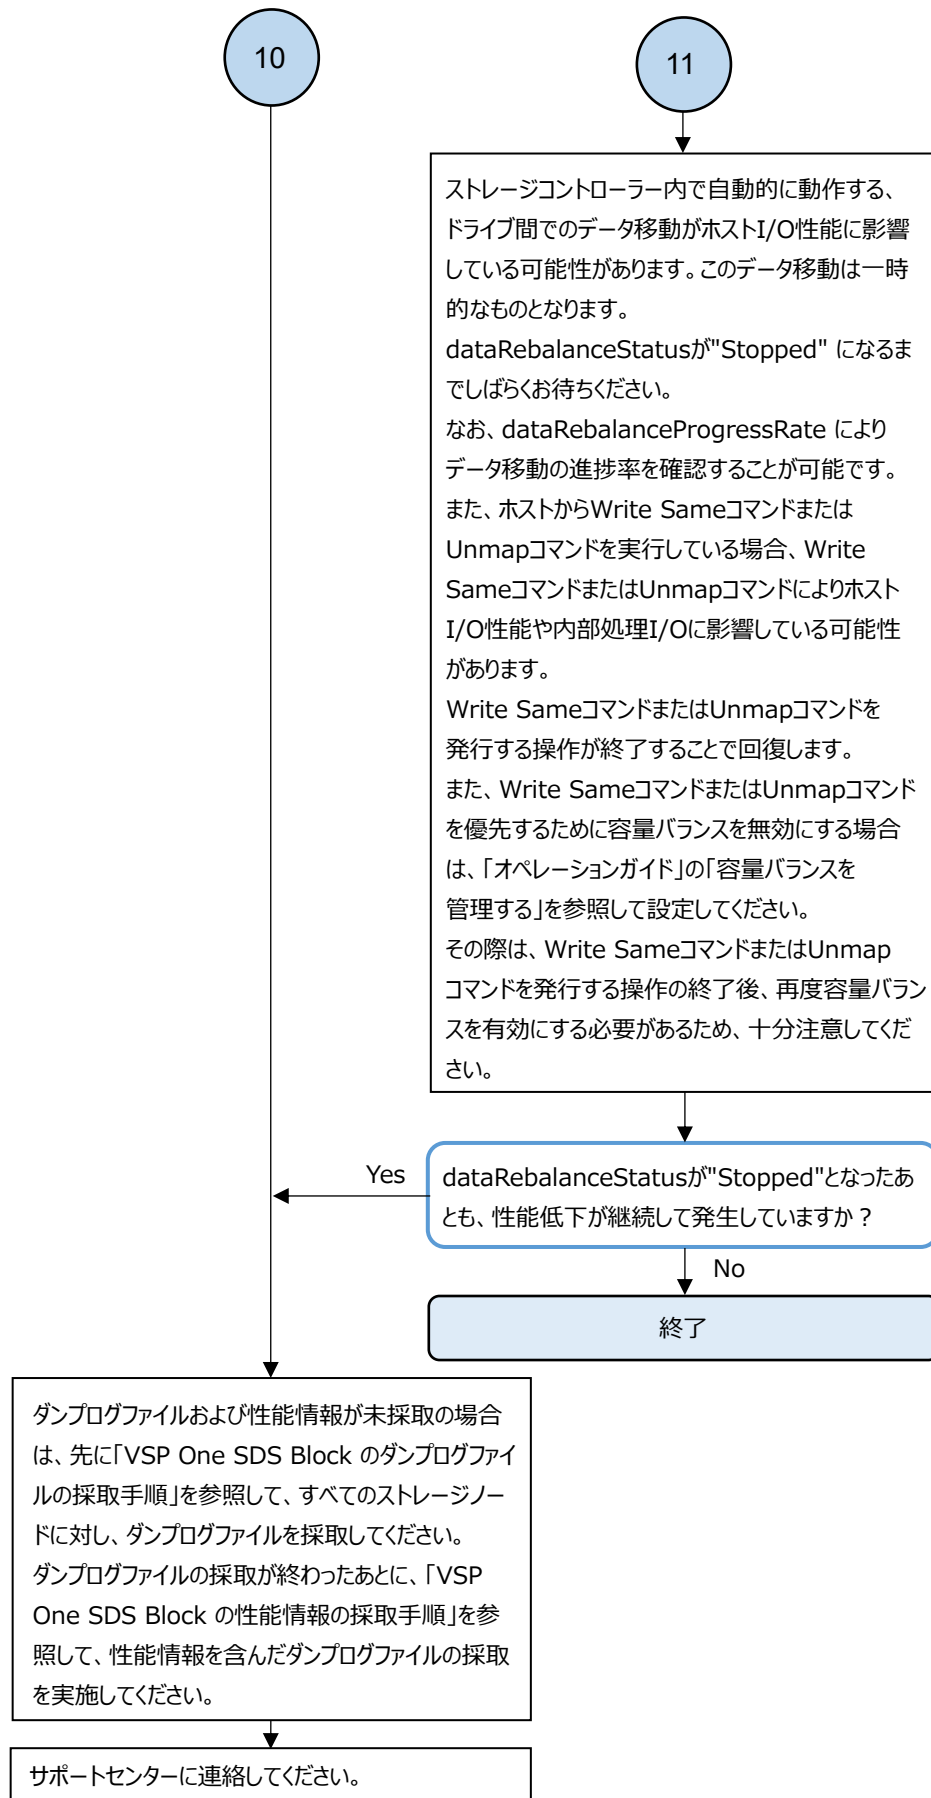 10
11
ストレージコントローラー内で自動的に動作する、
ドライブ間でのデータ移動がホストI/O性能に影響
している可能性があります。このデータ移動は一時
的なものとなります。
dataRebalanceStatusが"Stopped" になるま
でしばらくお待ちください。
なお、dataRebalanceProgressRate により
データ移動の進捗率を確認することが可能です。
また、ホストからWrite Sameコマンドまたは
Unmapコマンドを実行している場合、Write
SameコマンドまたはUnmapコマンドによりホスト
I/O性能や内部処理I/Oに影響している可能性
があります。
Write SameコマンドまたはUnmapコマンドを
発行する操作が終了することで回復します。
また、Write SameコマンドまたはUnmapコマンド
を優先するために容量バランスを無効にする場合
は、「オペレーションガイド」の「容量バランスを
管理する」を参照して設定してください。
その際は、Write SameコマンドまたはUnmap
コマンドを発行する操作の終了後、再度容量バラン
スを有効にする必要があるため、十分注意してくだ
さい。
Yes
dataRebalanceStatusが"Stopped"となったあ
とも、性能低下が継続して発生していますか？
No
終了
ダンプログファイルおよび性能情報が未採取の場合
は、先に「VSP One SDS Block のダンプログファイ
ルの採取手順」を参照して、すべてのストレージノー
ドに対し、ダンプログファイルを採取してください。
ダンプログファイルの採取が終わったあとに、「VSP
One SDS Block の性能情報の採取手順」を参
照して、性能情報を含んだダンプログファイルの採取
を実施してください。
サポートセンターに連絡してください。